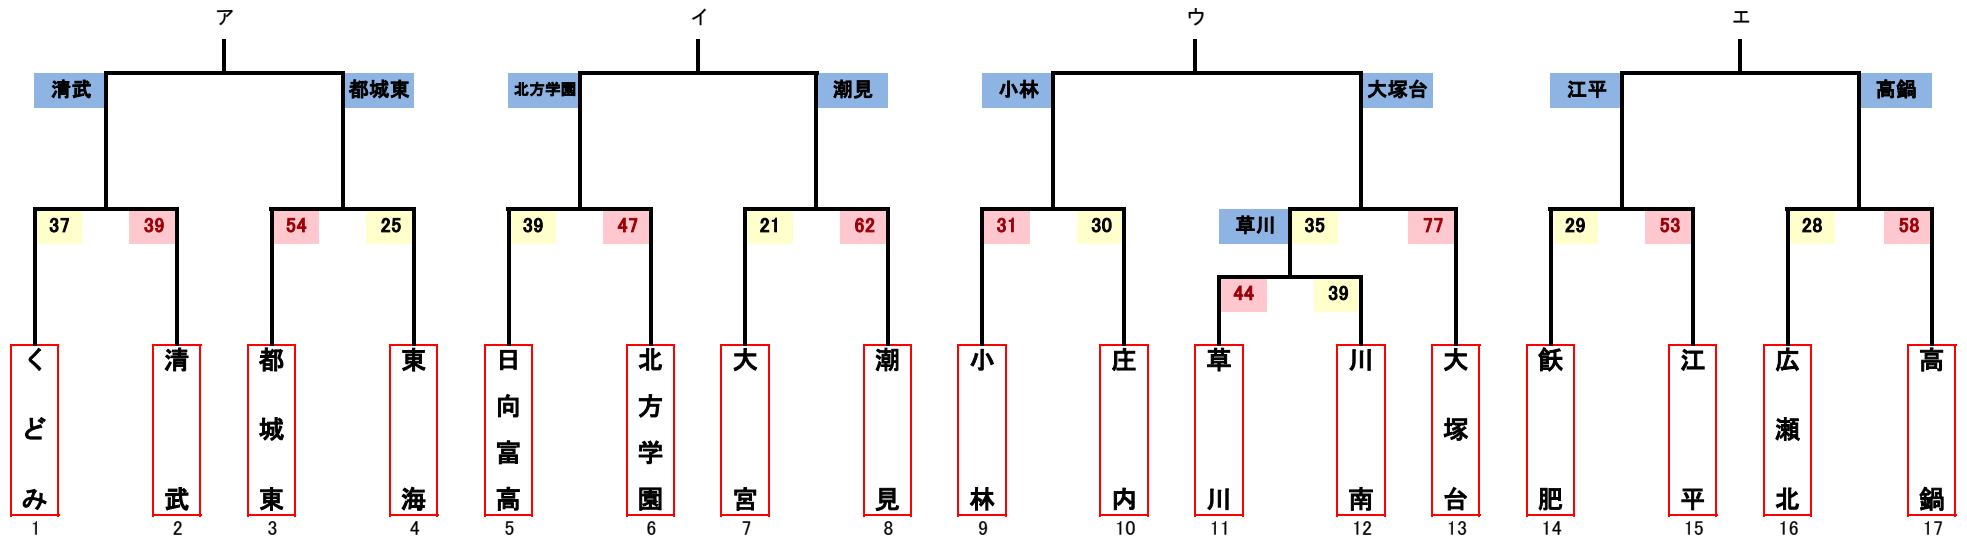 ア イ ウ エ
清武 都城東 北方学園 潮見 小林 大塚台 江平 高鍋
37 39 54 25 39 47 21 62 31 30 草川 35 77 29 53 28 58
44 39
くどみ
清武
都城東
東海
日向富高
北方学園
大宮
潮見
小林
庄内
草川
川南
大塚台
飫肥
江平
広瀬北
高鍋
1 2 3 4 5 6 7 8 9 10 11 12 13 14 15 16 17